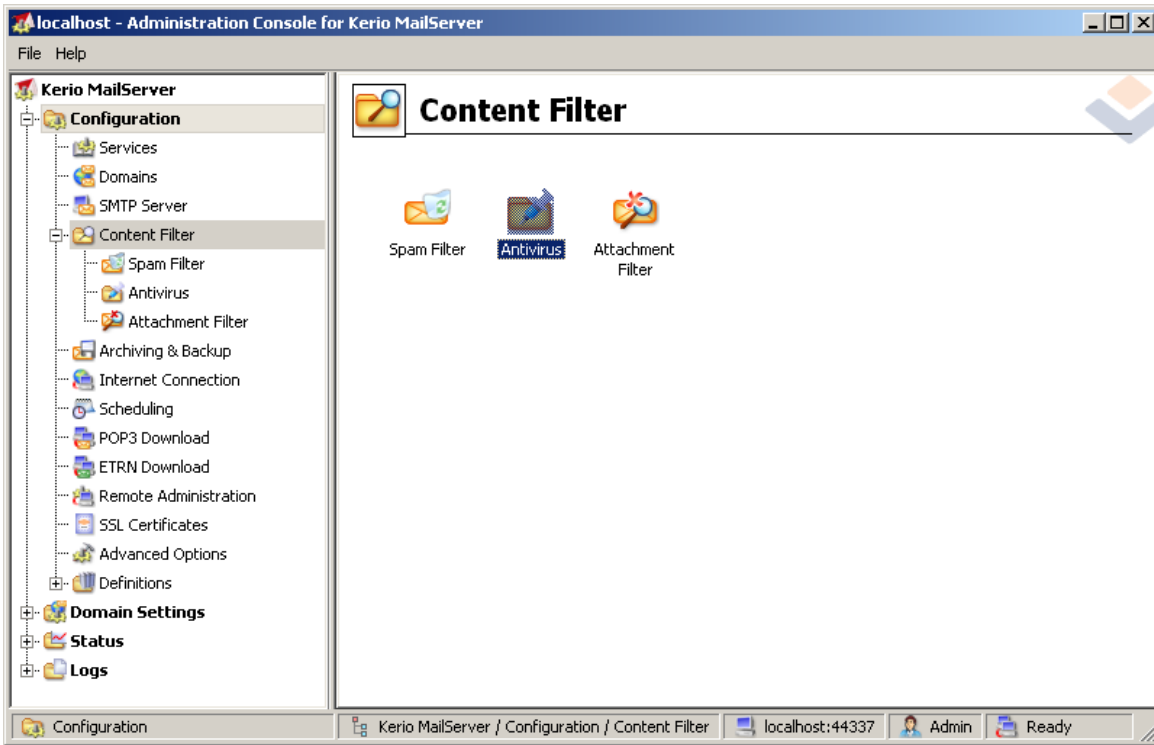 localhost - Administration Console for Kerio MailServer
File Help
Kerio MailServer
Configuration
Services
Domains
SMTP Server
Content Filter
Spam Filter
Antivirus
Attachment Filter
Archiving & Backup
Internet Connection
Scheduling
POP3 Download
ETRN Download
Remote Administration
SSL Certificates
Advanced Options
Definitions
Domain Settings
Status
Logs
Content Filter
Spam Filter
Antivirus
Attachment
Filter
Configuration
Kerio MailServer / Configuration / Content Filter
localhost:44337
Admin
Ready